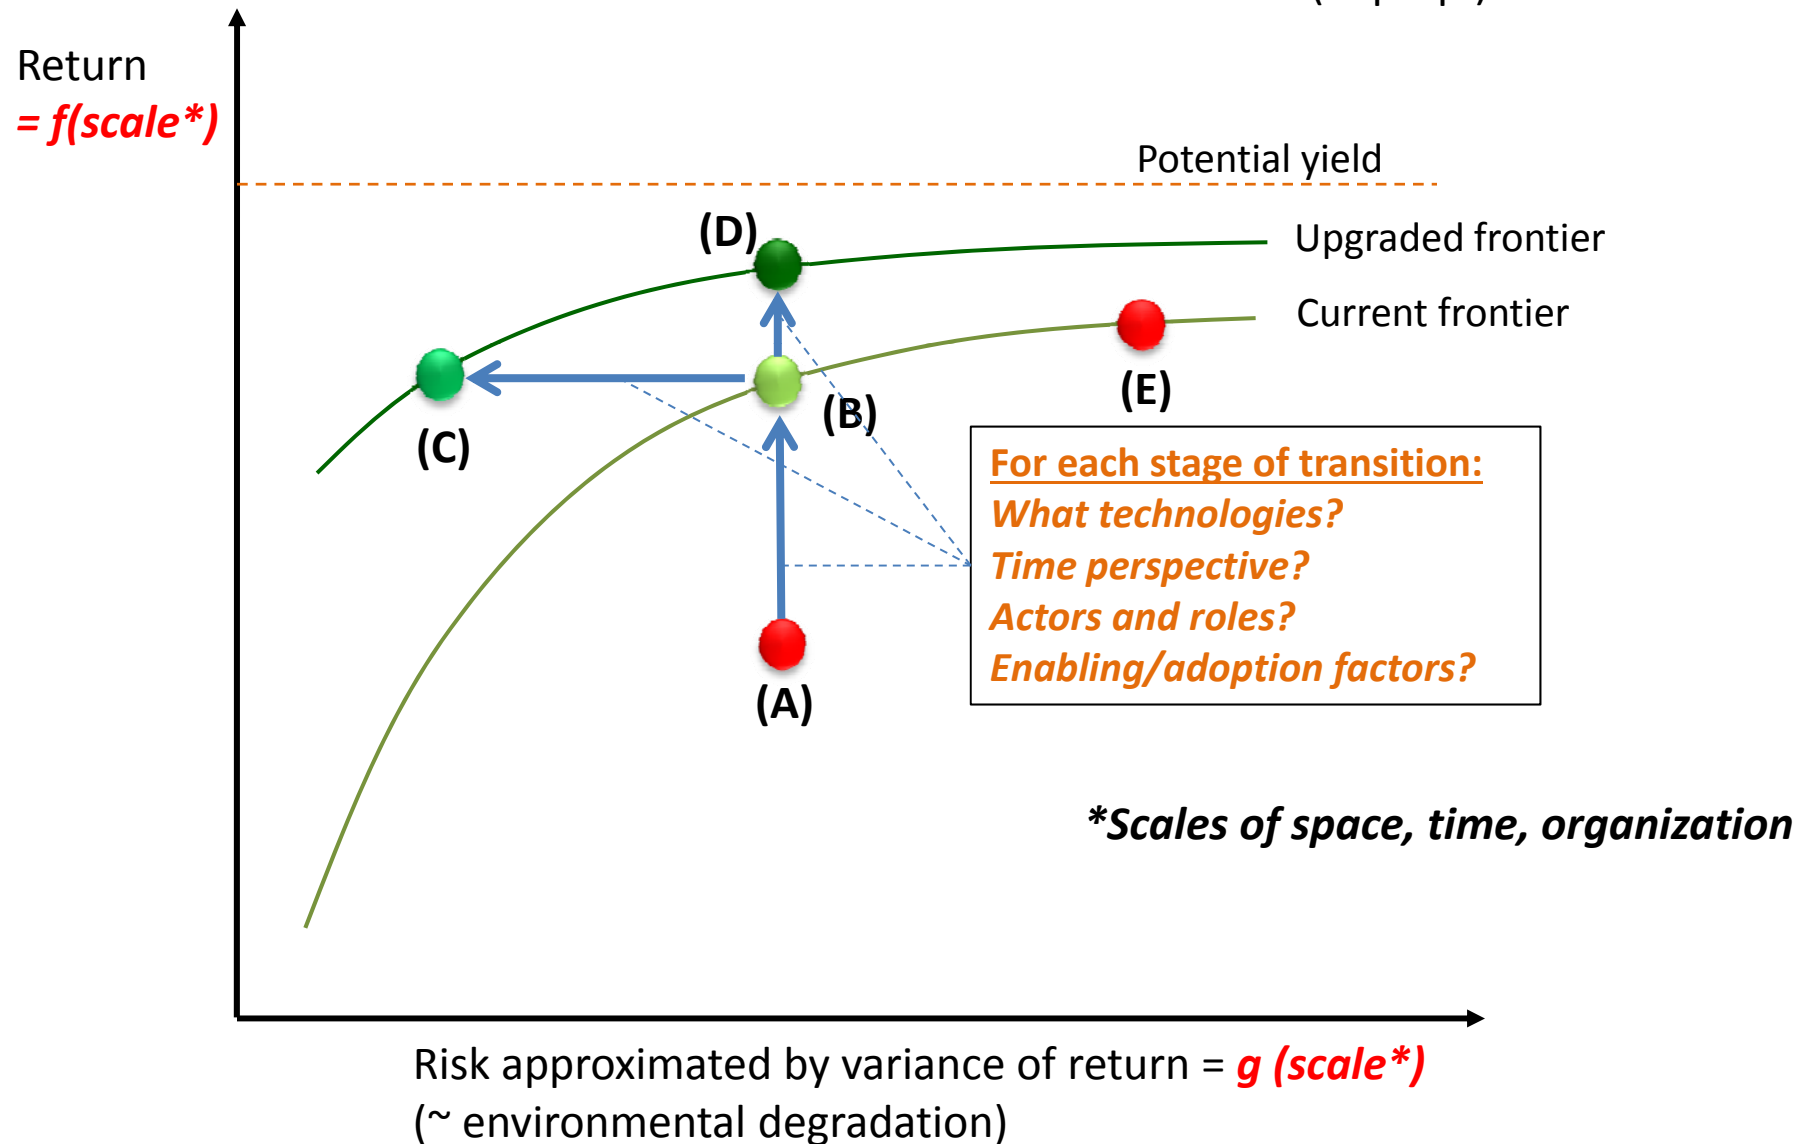 Return
= f(scale*)
Potential yield
(D)
Upgraded frontier
Current frontier
(B)
(E)
(C)
For each stage of transition:
What technologies?
Time perspective?
Actors and roles?
Enabling/adoption factors?
(A)
*Scales of space, time, organization
Risk approximated by variance of return = g (scale*)
(~ environmental degradation)